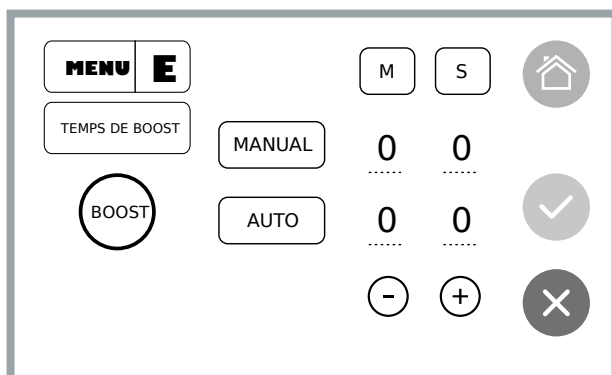 MENU E M S
TEMPS DE BOOST
MANUAL 0 0
BOOST
AUTO 0 0
- +